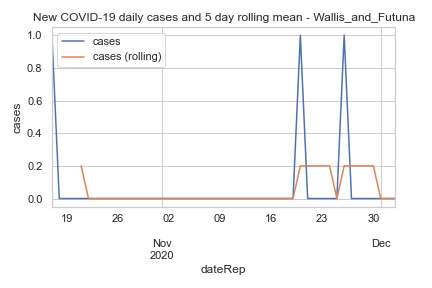 New COVID-19 daily cases and 5 day rolling mean - Wallis_and_Futuna
cases
cases (rolling)
1.0
0.8
0.6
0.4
0.2
0.0
cases
19 26 02 09 16 23 30
Nov Dec
2020
dateRep